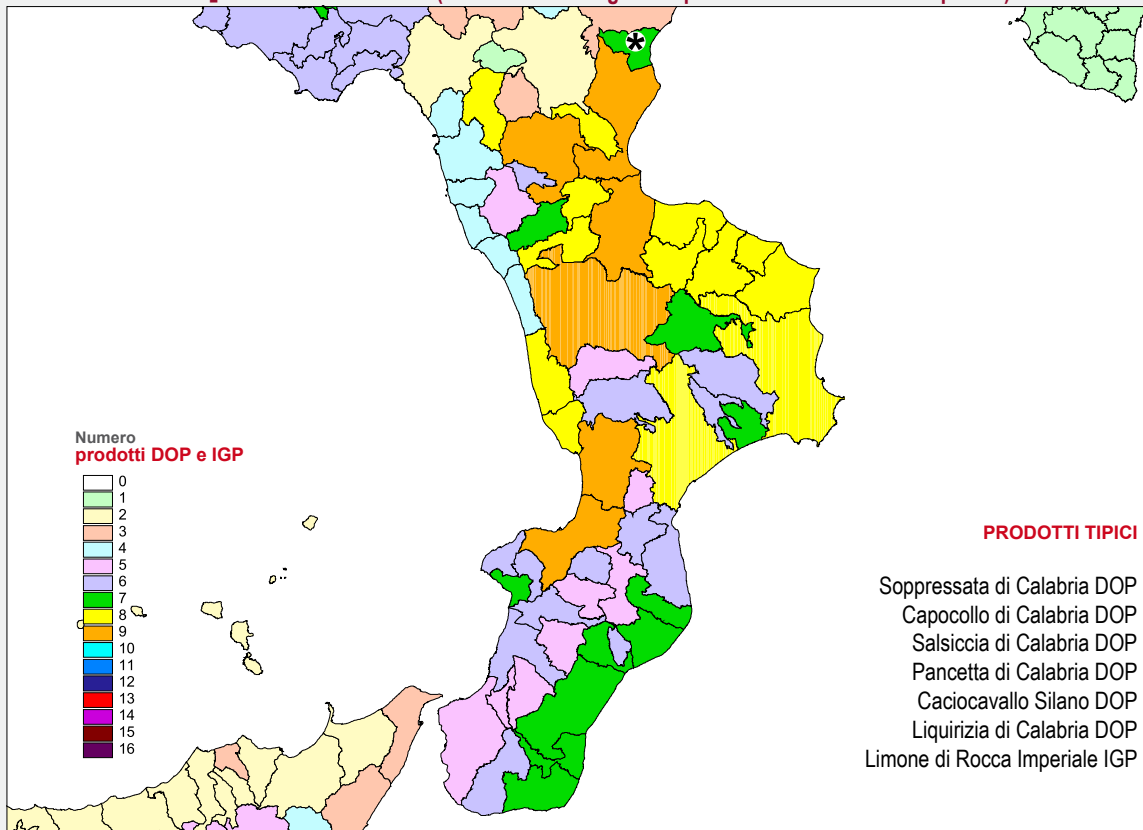 Numero
prodotti DOP e IGP
0
1
2
3
4
5
6
7
8
9
10
11
12
13
14
15
16
PRODOTTI TIPICI
Soppressata di Calabria DOP
Capocollo di Calabria DOP
Salsiccia di Calabria DOP
Pancetta di Calabria DOP
Caciocavallo Silano DOP
Liquirizia di Calabria DOP
Limone di Rocca Imperiale IGP